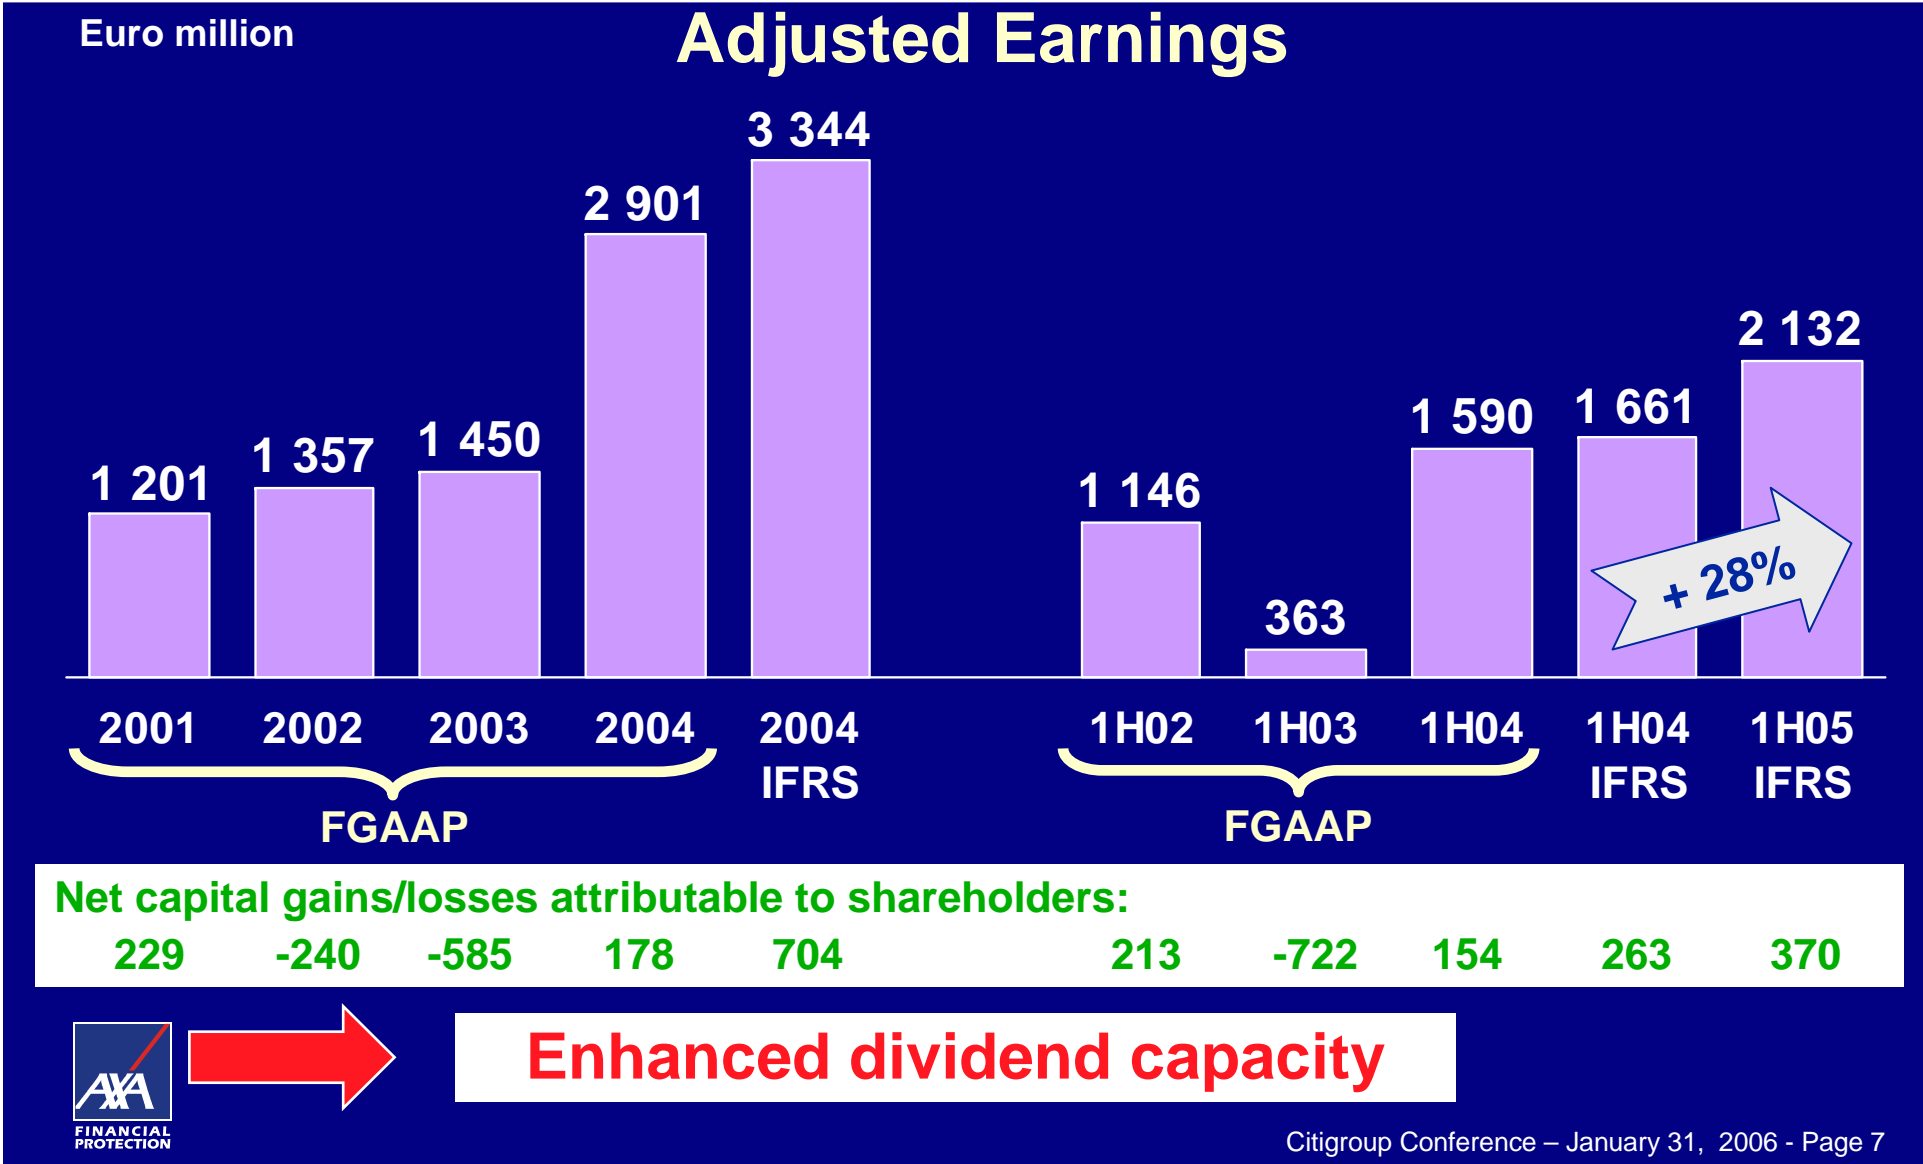 Euro million
Adjusted Earnings
1 201
1 357
1 450
2 901
3 344
1 146
363
1 590
1 661
2 132
+ 28%
2001 2002 2003 2004 2004 1H02 1H03 1H04 1H04 1H05
IFRS IFRS IFRS
FGAAP FGAAP
Net capital gains/losses attributable to shareholders:
229 -240 -585 178 704 213 -722 154 263 370
Enhanced dividend capacity
AXA
FINANCIAL
PROTECTION
Citigroup Conference – January 31, 2006 - Page 7